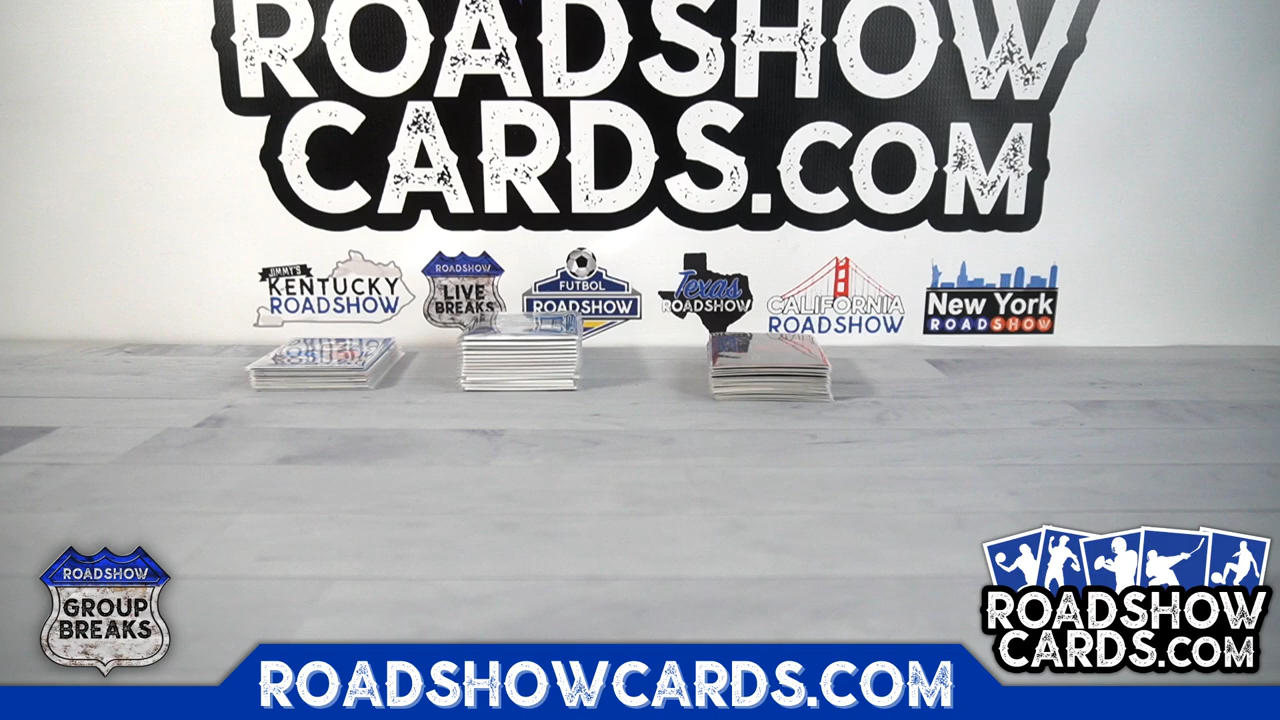 ROADSHOW
CARDS.COM
JIMMY'S
KENTUCKY
ROADSHOW
ROADSHOW
LIVE
BREAKS
FUTBOL
ROADSHOW
Texas
ROADSHOW
CALIFORNIA
ROADSHOW
New York
ROADSHOW
ROADSHOW
GROUP
BREAKS
ROADSHOW
CARDS.COM
ROADSHOWCARDS.COM